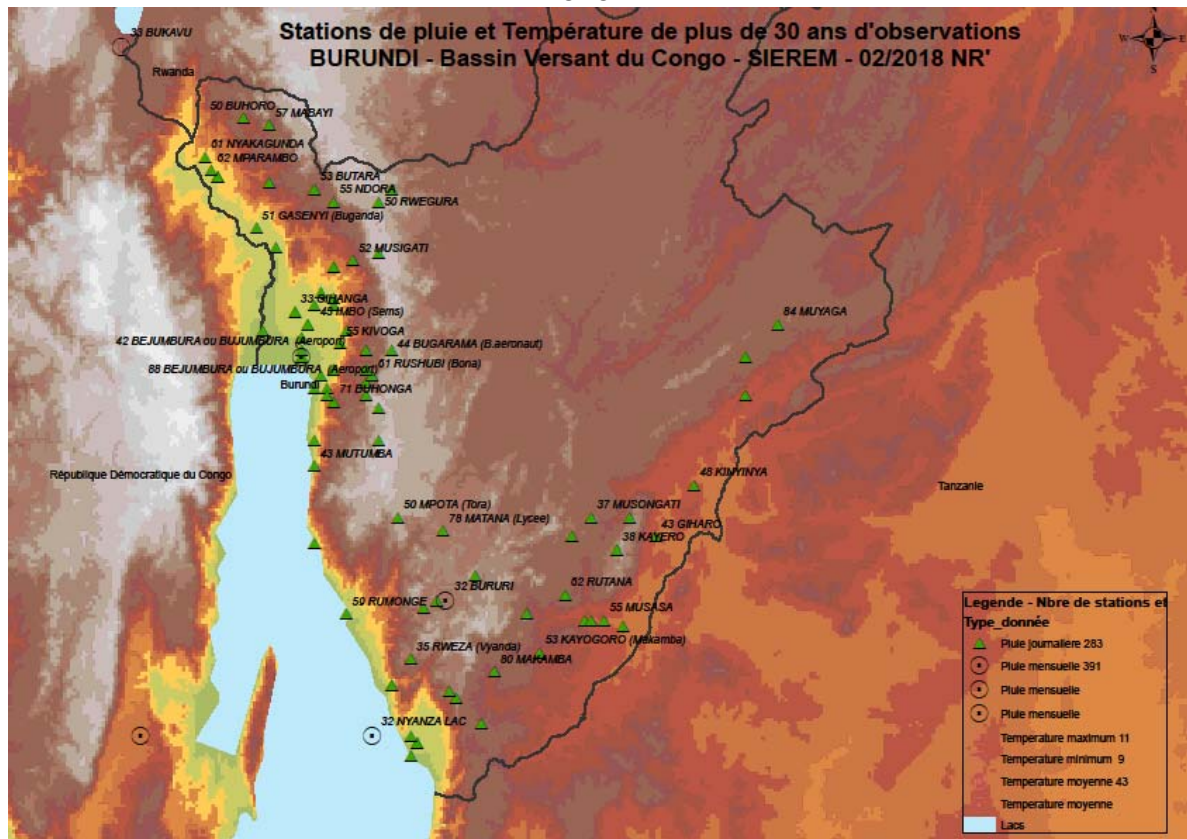 Stations de pluie et Température de plus de 30 ans d'observations
BURUNDI - Bassin Versant du Congo - SIEREM - 02/2018 NR'
N
W E
S
33 BUKAVU
Rwanda
50 BUHORO
57 MABAYI
61 NYAKAGUNDA
62 MPARAMBO
53 BUTARA
55 NDORA
50 RWEGURA
51 GASENYI (Buganda)
52 MUSIGATI
33 GIHANGA
45 IMBO (Sems)
84 MUYAGA
55 KIVOGA
42 BEJUMBURA ou BUJUMBURA (Aeroport)
44 BUGARAMA (B.aeronaut)
61 RUSHUBI (Bona)
88 BEJUMBURA ou BUJUMBURA (Aeroport)
Burundi
71 BUHONGA
43 MUTUMBA
République Démocratique du Congo
48 KINYINYA
Tanzanie
50 MPOTA (Tora)
37 MUSONGATI
78 MATANA (Lycee)
43 GIHARO
38 KAYERO
32 BURURI
62 RUTANA
59 RUMONGE
55 MUSASA
53 KAYOGORO (Makamba)
35 RWEZA (Vyanda)
80 MAKAMBA
32 NYANZA LAC
Legende - Nbre de stations et
Type_donnée
Pluie journaliere 283
Pluie mensuelle 391
Pluie mensuelle
Pluie mensuelle
Temperature maximum 11
Temperature minimum 9
Temperature moyenne 43
Temperature moyenne
Lacs